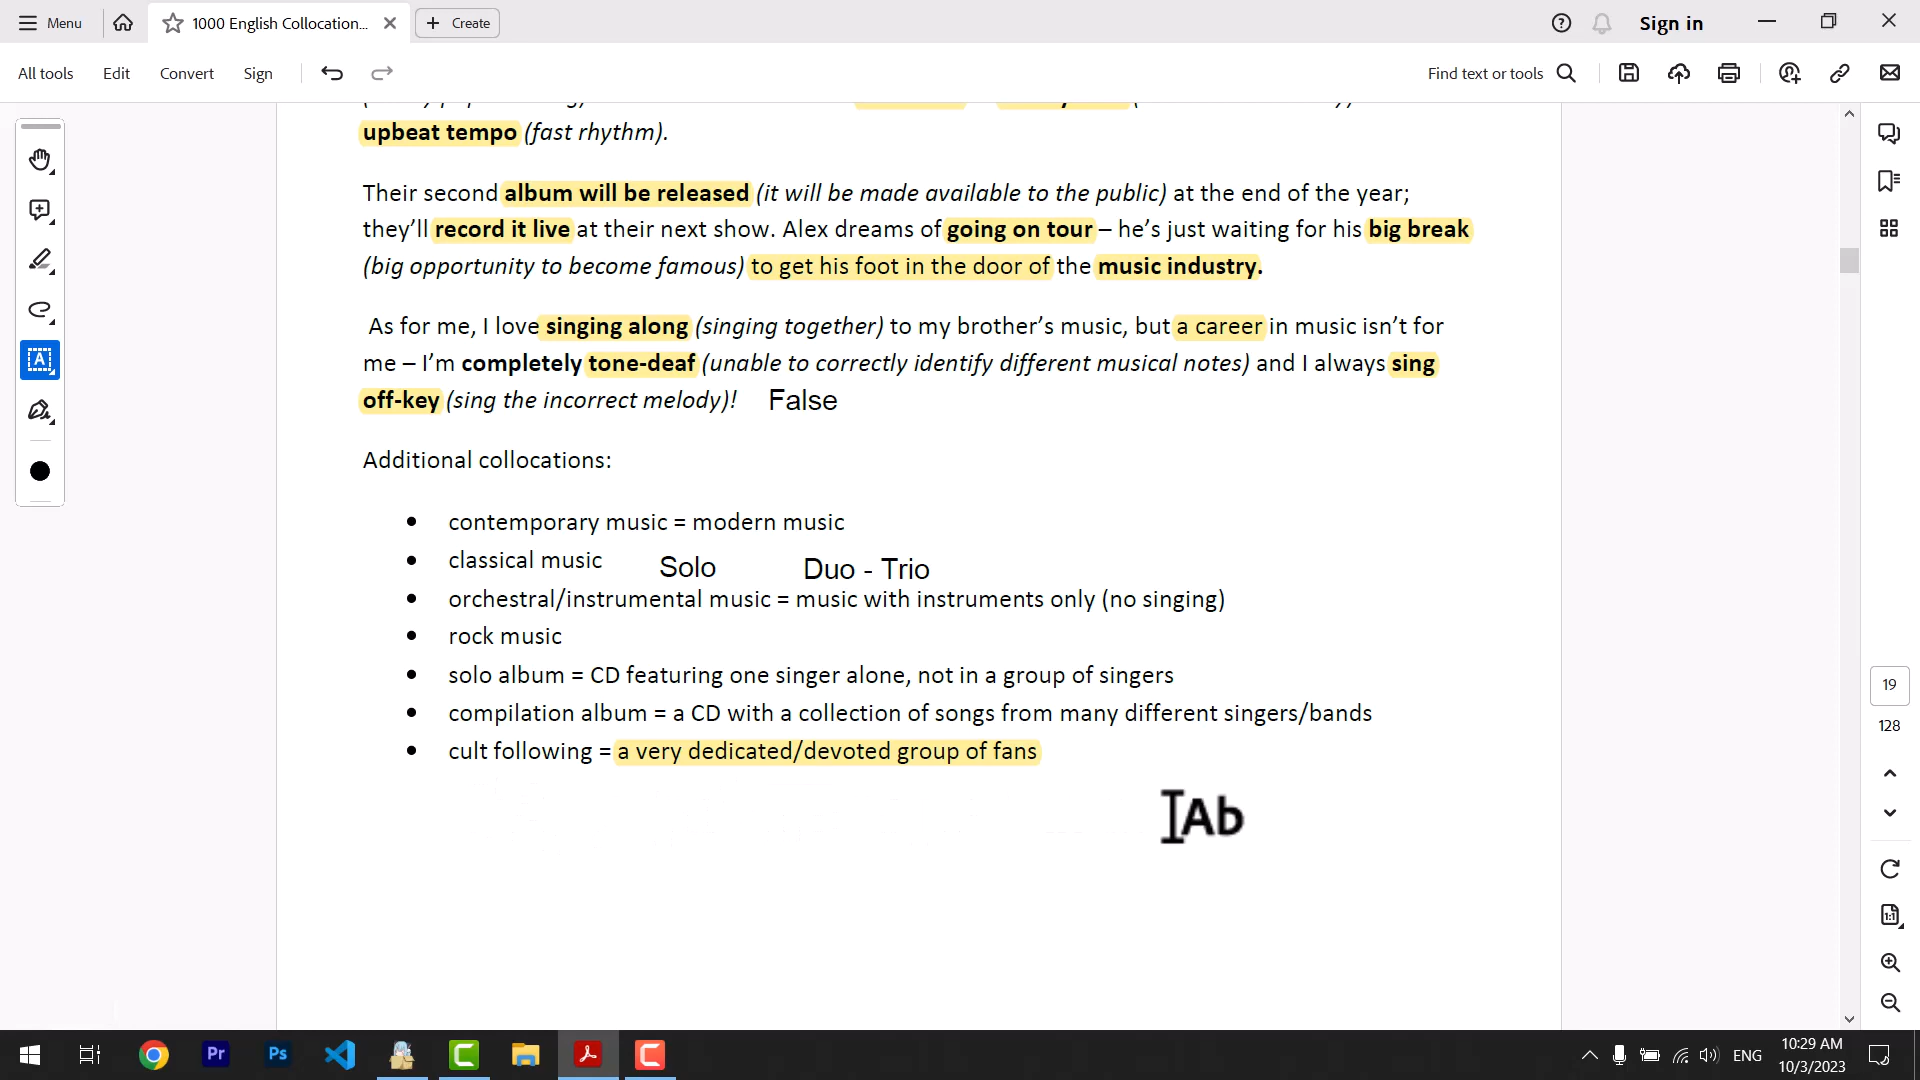 Menu
1000 English Collocation...
Create
Sign in
All tools
Edit
Convert
Sign
Find text or tools
upbeat tempo (fast rhythm).
Their second album will be released (it will be made available to the public) at the end of the year;
they’ll record it live at their next show. Alex dreams of going on tour – he’s just waiting for his big break
(big opportunity to become famous) to get his foot in the door of the music industry.
As for me, I love singing along (singing together) to my brother’s music, but a career in music isn’t for
me – I’m completely tone-deaf (unable to correctly identify different musical notes) and I always sing
off-key (sing the incorrect melody)! False
Additional collocations:
• contemporary music = modern music
• classical music Solo Duo - Trio
• orchestral/instrumental music = music with instruments only (no singing)
• rock music
• solo album = CD featuring one singer alone, not in a group of singers
• compilation album = a CD with a collection of songs from many different singers/bands
• cult following = a very dedicated/devoted group of fans
Ab
19
128
Pr
Ps
ENG
10:29 AM
10/3/2023